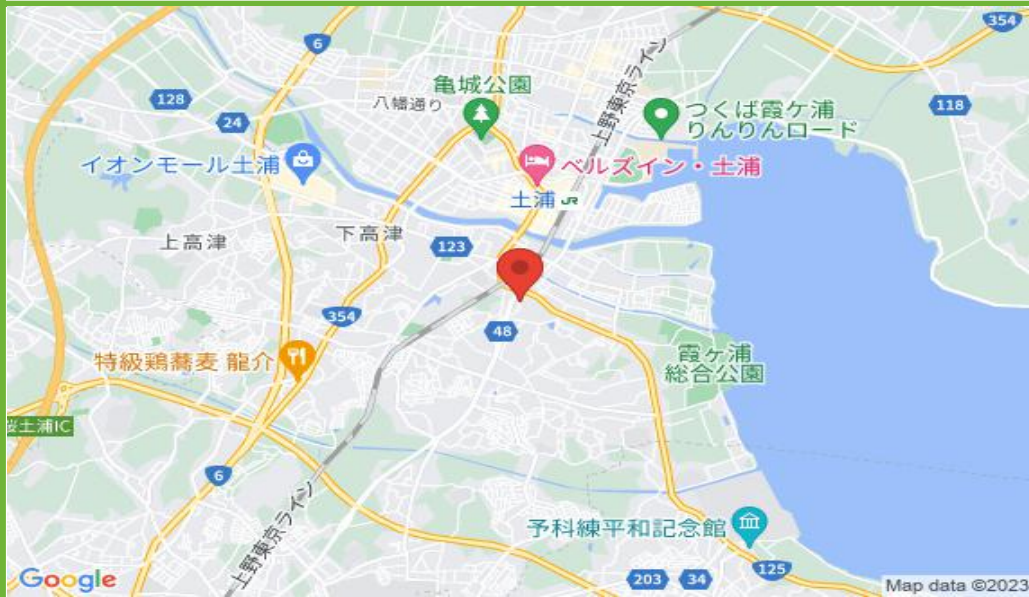 354
6
上野東京ライン
亀城公園
128
八幡通り
118
つくば霞ケ浦
りんりんロード
24
イオンモール土浦
ベルズイン・土浦
土浦 JR
上高津
下高津
123
354
48
霞ヶ浦
総合公園
特級鶏蕎麦 龍介
桜土浦IC
6
上野東京ライン
予科練平和記念館
125
203
34
Google
Map data ©2023